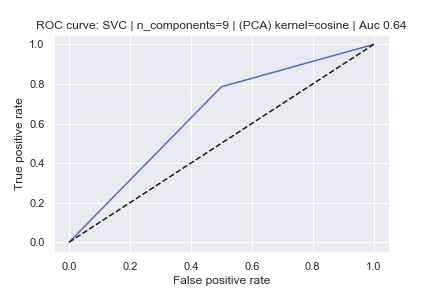 ROC curve: SVC | n_components=9 | (PCA) kernel=cosine | Auc 0.64
1.0
0.8
0.6
0.4
0.2
0.0
True positive rate
0.0 0.2 0.4 0.6 0.8 1.0
False positive rate